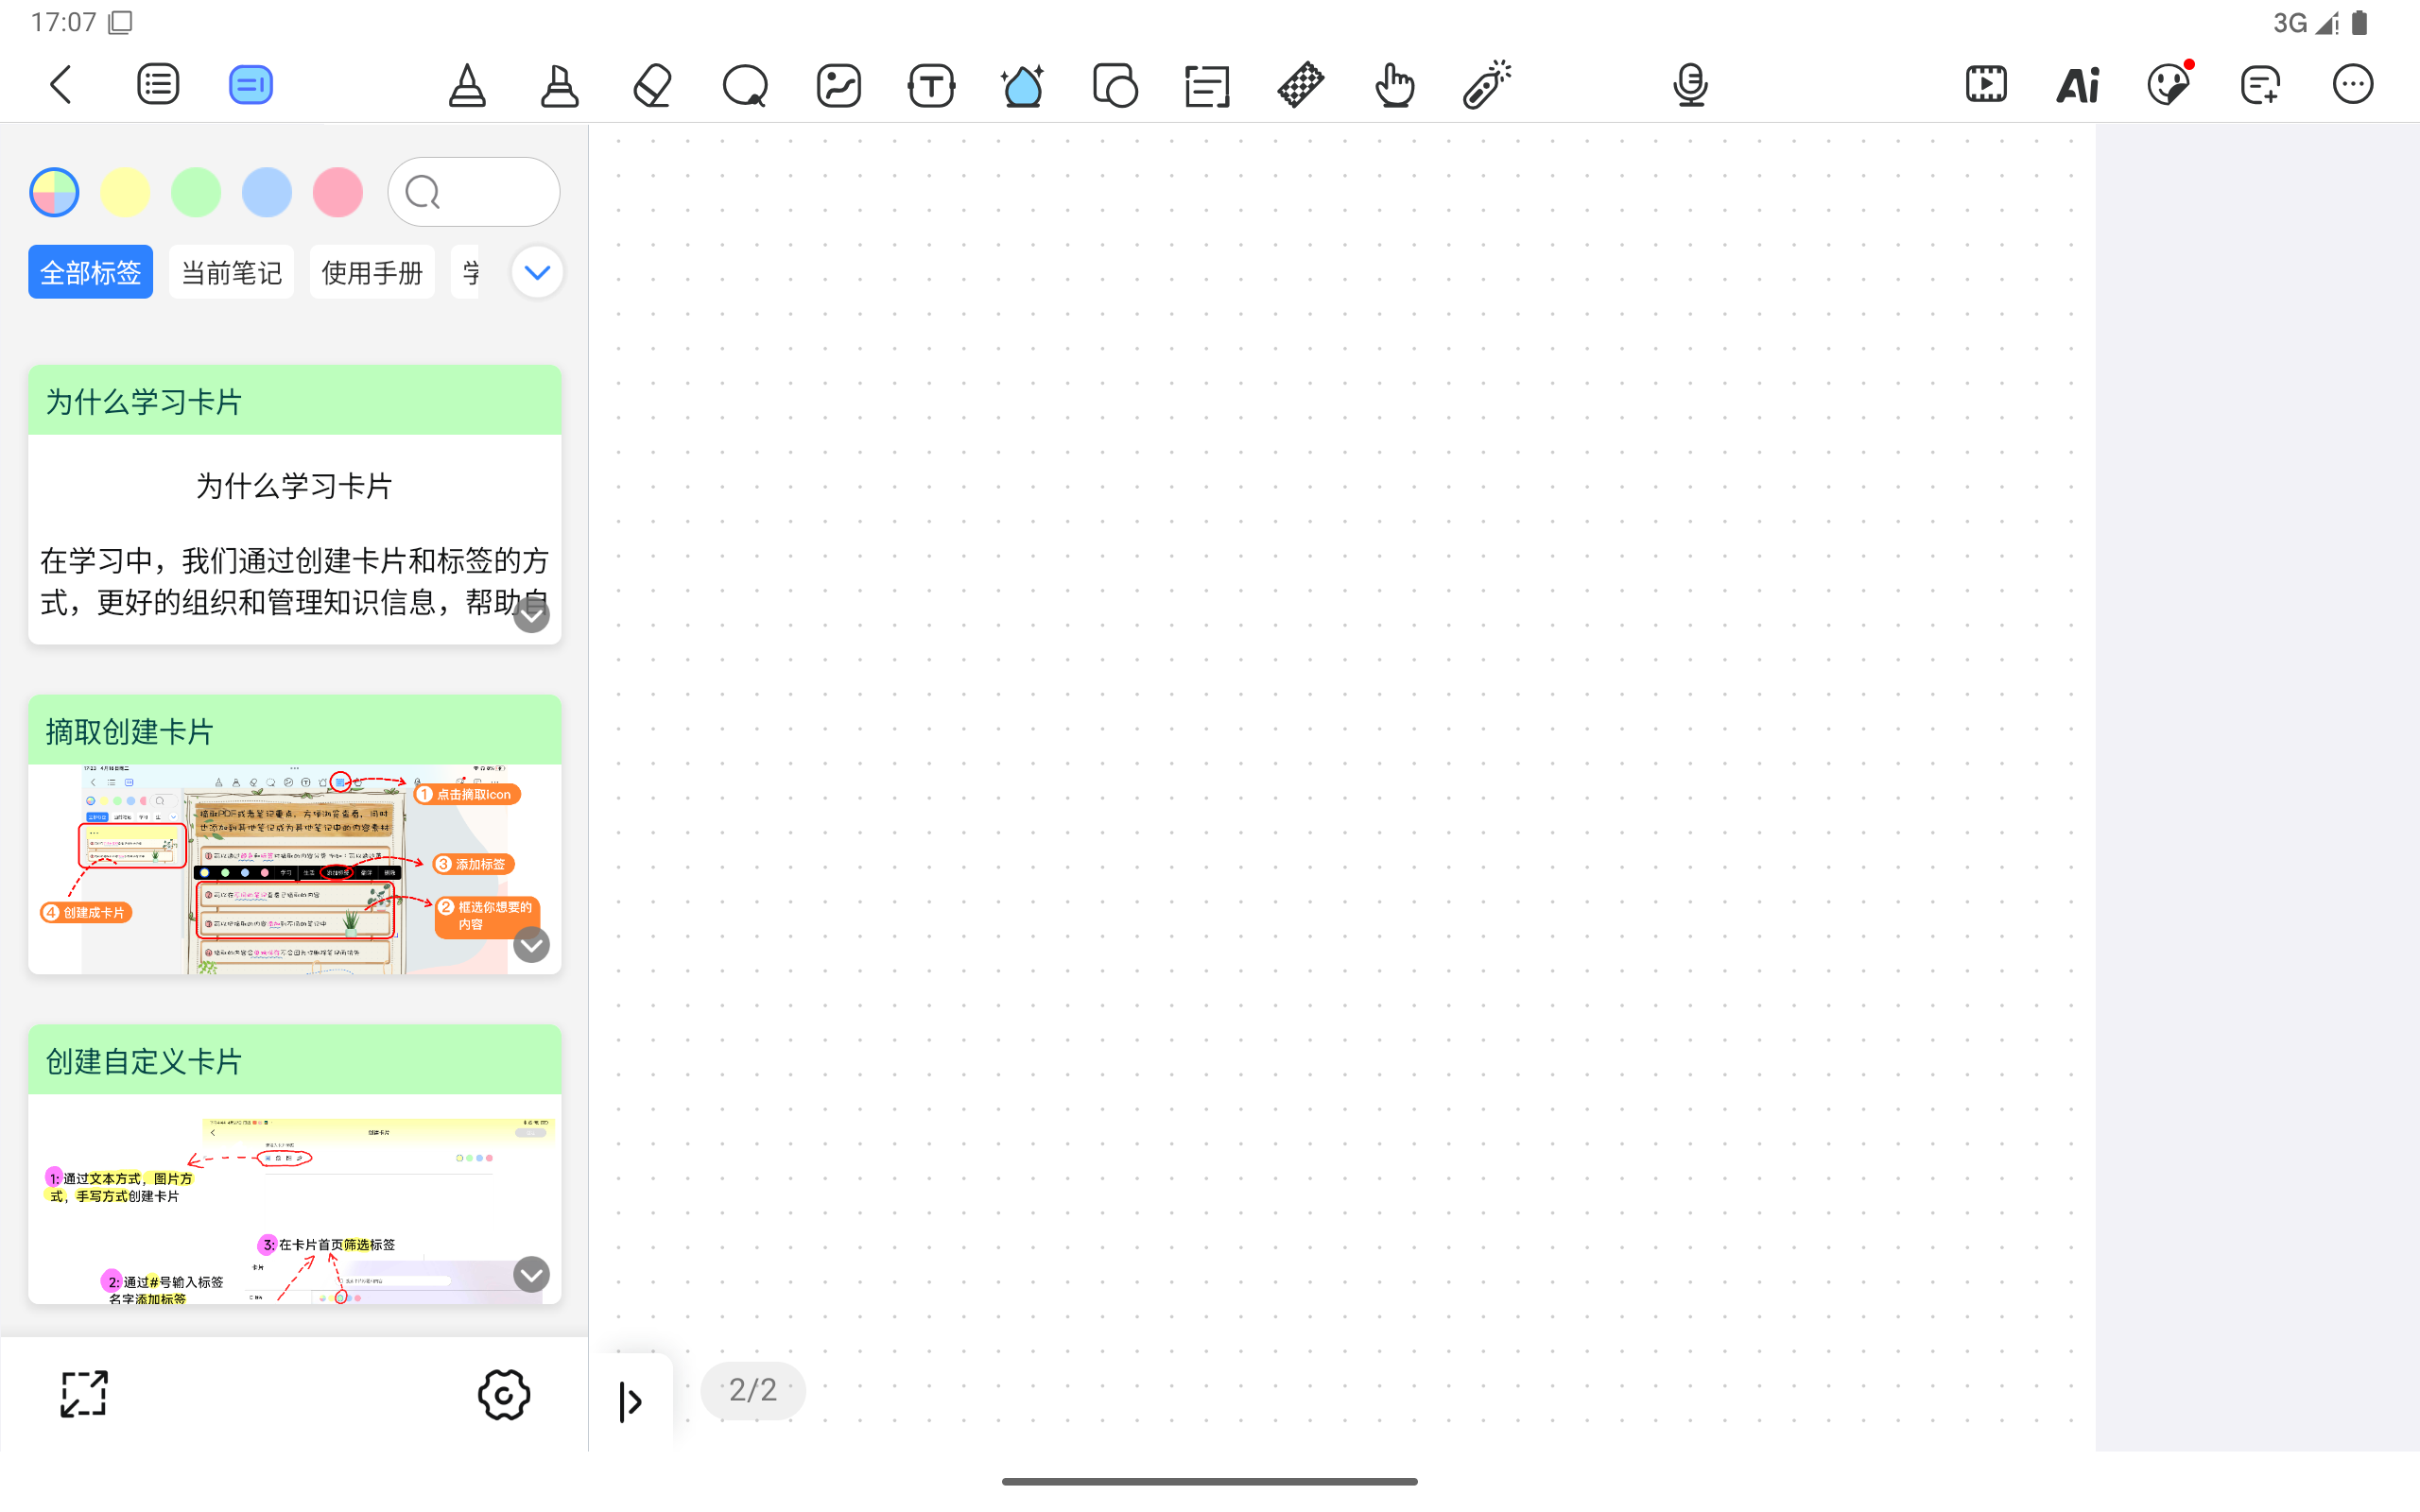 17:07
3G
Ai
全部标签 当前笔记 使用手册
为什么学习卡片
为什么学习卡片
在学习中，我们通过创建卡片和标签的方
式，更好的组织和管理知识信息，帮助自
摘取创建卡片
1 点击摘取Icon
3 添加标签
2 框选你想要的
内容
4 创建成卡片
创建自定义卡片
1: 通过文本方式，图片方
式，手写方式创建卡片
3: 在卡片首页筛选标签
2: 通过#号输入标签
名字添加标签
2/2